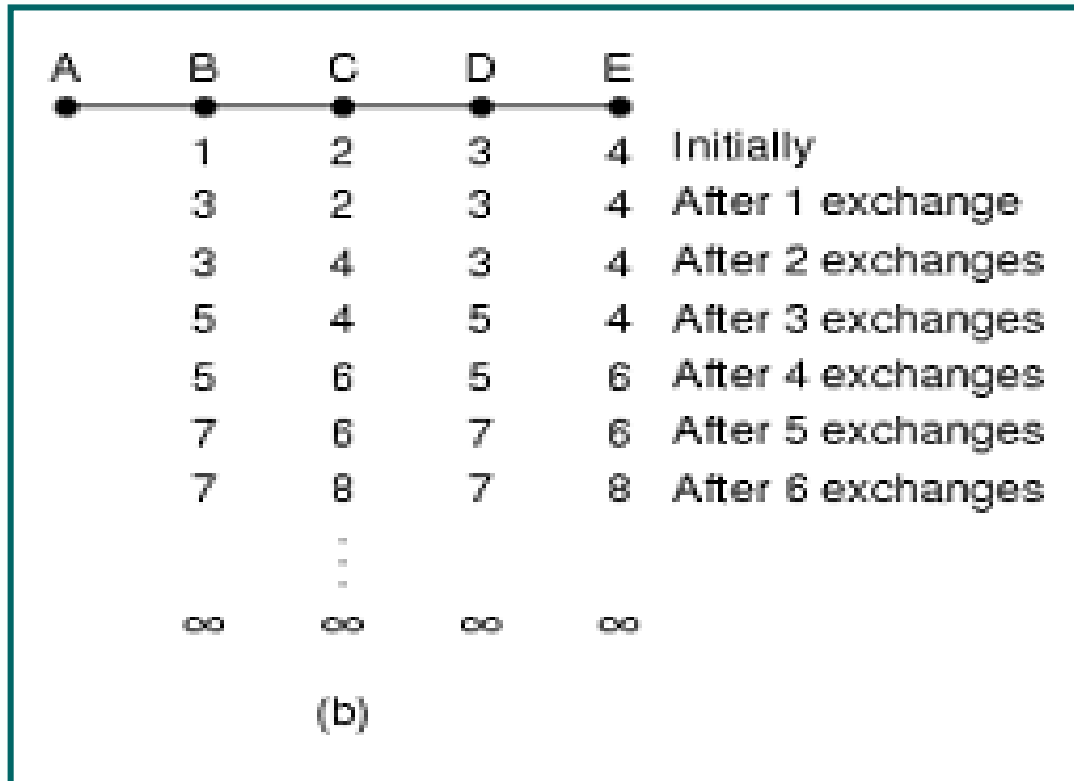 A B C D E
1 2 3 4 Initially
3 2 3 4 After 1 exchange
3 4 3 4 After 2 exchanges
5 4 5 4 After 3 exchanges
5 6 5 6 After 4 exchanges
7 6 7 6 After 5 exchanges
7 8 7 8 After 6 exchanges
⋮
∞ ∞ ∞ ∞
(b)